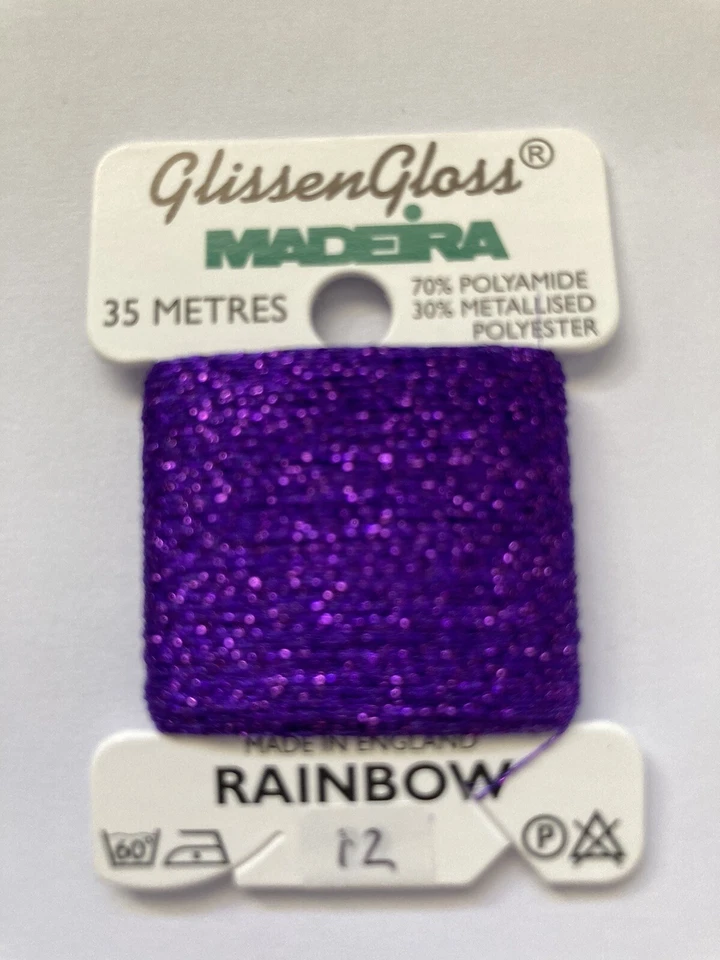 GlissenGloss®
MADEIRA
35 METRES
70% POLYAMIDE
30% METALLISED
POLYESTER
MADE IN ENGLAND
RAINBOW
60°
12
P